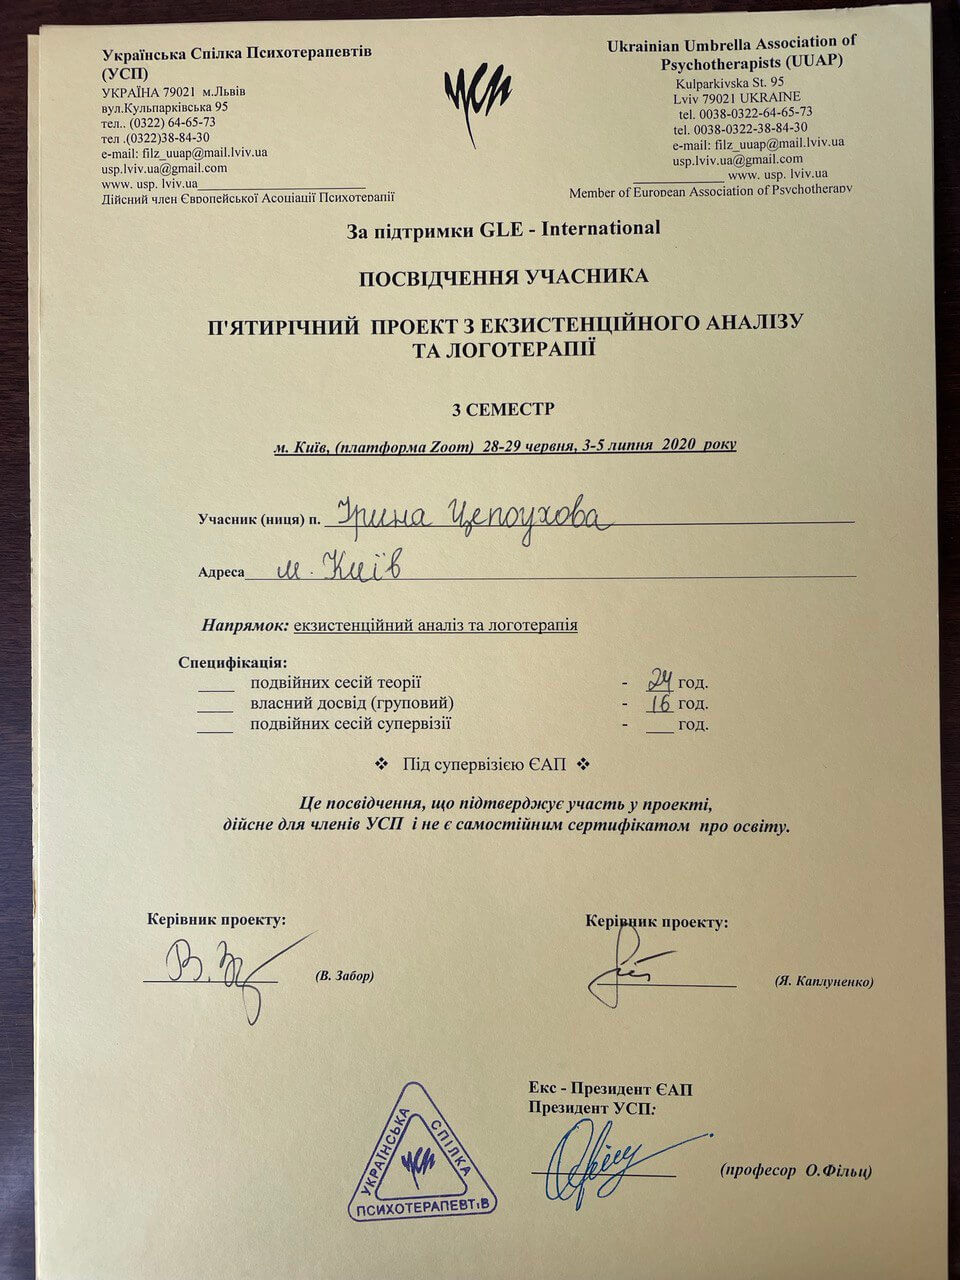 Українська Спілка Психотерапевтів
(УСП)
УКРАЇНА 79021 м.Львів
вул.Кульпарківська 95
тел.. (0322) 64-65-73
тел .(0322)38-84-30
e-mail: filz_uuap@mail.lviv.ua
usp.lviv.ua@gmail.com
www. usp. lviv.ua
Дійсний член Європейської Асоціації Психотерапії
усп
Ukrainian Umbrella Association of
Psychotherapists (UUAP)
Kulparkivska St. 95
Lviv 79021 UKRAINE
tel. 0038-0322-64-65-73
tel. 0038-0322-38-84-30
e-mail: filz_uuap@mail.lviv.ua
usp.lviv.ua@gmail.com
www. usp. lviv.ua
Member of European Association of Psychotherapy
За підтримки GLE - International
ПОСВІДЧЕННЯ УЧАСНИКА
П'ЯТИРІЧНИЙ ПРОЕКТ З ЕКЗИСТЕНЦІЙНОГО АНАЛІЗУ
ТА ЛОГОТЕРАПІЇ
3 СЕМЕСТР
м. Київ, (платформа Zoom) 28-29 червня, 3-5 липня 2020 року
Учасник (ниця) п. Ірина Цепоухова
Адреса м. Київ
Напрямок: екзистенційний аналіз та логотерапія
Специфікація:
подвійних сесій теорії - 24 год.
власний досвід (груповий) - 16 год.
подвійних сесій супервізії - год.
❖ Під супервізією ЄАП ❖
Це посвідчення, що підтверджує участь у проекті,
дійсне для членів УСП і не є самостійним сертифікатом про освіту.
Керівник проекту:
(В. Забор)
Керівник проекту:
(Я. Каплуненко)
Екс - Президент ЄАП
Президент УСП:
(професор О.Фільц)
УКРАЇНСЬКА СПІЛКА ПСИХОТЕРАПЕВТІВ
усп